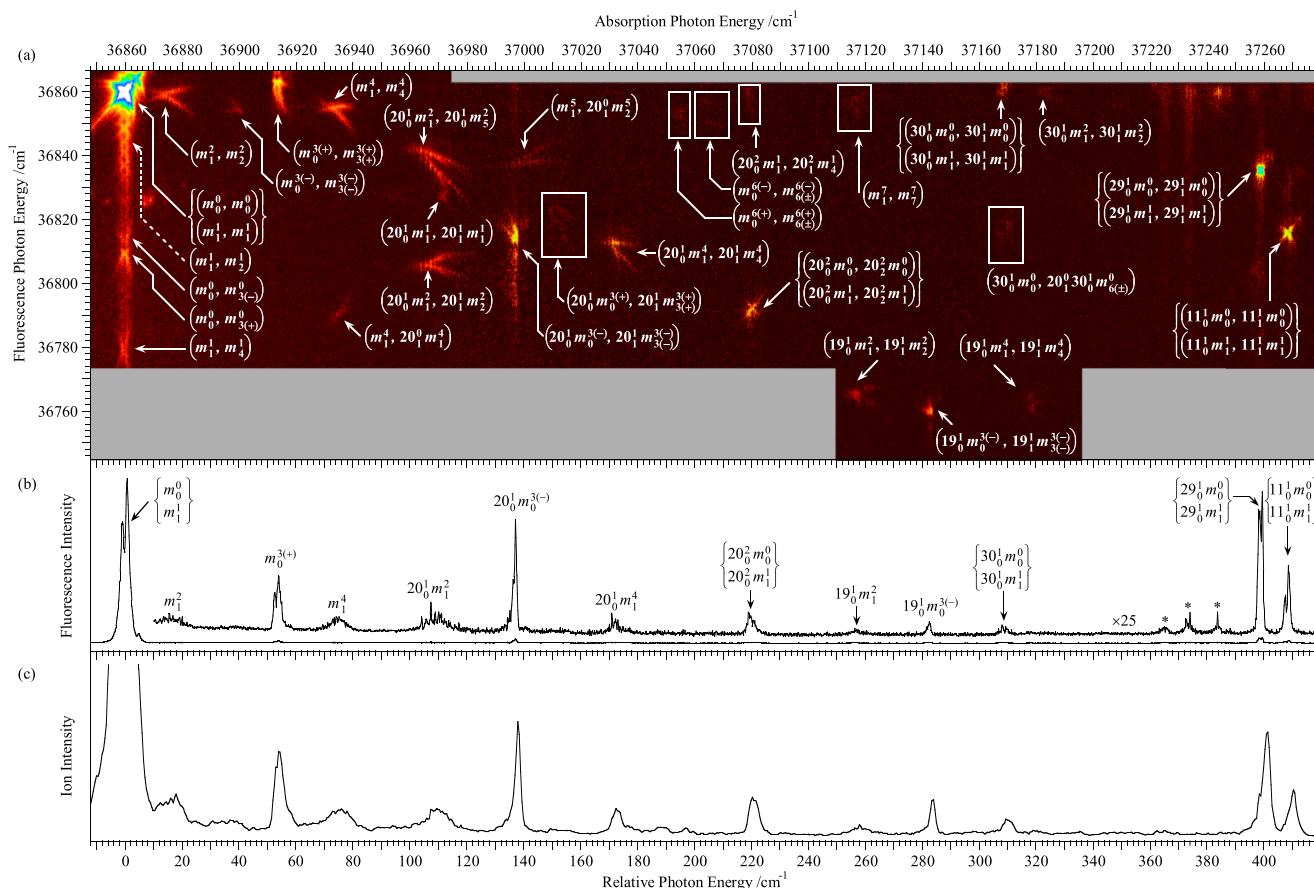 Absorption Photon Energy /cm⁻¹
(a)
36860 36880 36900 36920 36940 36960 36980 37000 37020 37040 37060 37080 37100 37120 37140 37160 37180 37200 37220 37240 37260
Fluorescence Photon Energy /cm⁻¹
36860
36840
36820
36800
36780
36760
(m₁², m₁²)
(m₀³⁽⁻⁾, m₃₍₋₎³⁽⁻⁾)
(m₀³⁽⁺⁾, m₃₍₊₎³⁽⁺⁾)
(m₁⁴, m₄⁴)
{(m₀⁰, m₀⁰)
(m₁¹, m₁¹)}
(m₁¹, m₂¹)
(m₀⁰, m₃₍₋₎⁰)
(m₀⁰, m₃₍₊₎⁰)
(m₁¹, m₄¹)
(20₀¹m₁², 20₀¹m₅²)
(20₀¹m₁¹, 20₁¹m₁¹)
(20₀¹m₁², 20₁¹m₂²)
(m₁⁴, 20₁⁰m₁⁴)
(m₁⁵, 20₁⁰m₂⁵)
(20₀¹m₀³⁽⁺⁾, 20₁¹m₃₍₊₎³⁽⁺⁾)
(20₀¹m₀³⁽⁻⁾, 20₁¹m₃₍₋₎³⁽⁻⁾)
(20₀¹m₁⁴, 20₁¹m₄⁴)
(20₀²m₁¹, 20₁²m₄¹)
(m₀⁶⁽⁻⁾, m₆₍±₎⁶⁽⁻⁾)
(m₀⁶⁽⁺⁾, m₆₍±₎⁶⁽⁺⁾)
(m₁⁷, m₇⁷)
{(20₀²m₀⁰, 20₂²m₀⁰)
(20₀²m₁¹, 20₂²m₁¹)}
{(30₀¹m₀⁰, 30₁¹m₀⁰)
(30₀¹m₁¹, 30₁¹m₁¹)}
(30₀¹m₁², 30₁¹m₂²)
(30₀¹m₀⁰, 20₁⁰30₀¹m₆₍±₎⁰)
(19₀¹m₁², 19₁¹m₂²)
(19₀¹m₁⁴, 19₁¹m₄⁴)
(19₀¹m₀³⁽⁻⁾, 19₁¹m₃₍₋₎³⁽⁻⁾)
{(29₀¹m₀⁰, 29₁¹m₀⁰)
(29₀¹m₁¹, 29₁¹m₁¹)}
{(11₀¹m₀⁰, 11₁¹m₀⁰)
(11₀¹m₁¹, 11₁¹m₁¹)}
(b)
Fluorescence Intensity
{m₀⁰
m₁¹}
m₁²
m₀³⁽⁺⁾
m₁⁴
20₀¹m₁²
20₀¹m₀³⁽⁻⁾
20₀¹m₁⁴
{20₀²m₀⁰
20₀²m₁¹}
19₀¹m₁²
19₀¹m₀³⁽⁻⁾
{30₀¹m₀⁰
30₀¹m₁¹}
×25
* * *
{29₀¹m₀⁰
29₀¹m₁¹}
{11₀¹m₀⁰
11₀¹m₁¹}
(c)
Ion Intensity
0 20 40 60 80 100 120 140 160 180 200 220 240 260 280 300 320 340 360 380 400
Relative Photon Energy /cm⁻¹